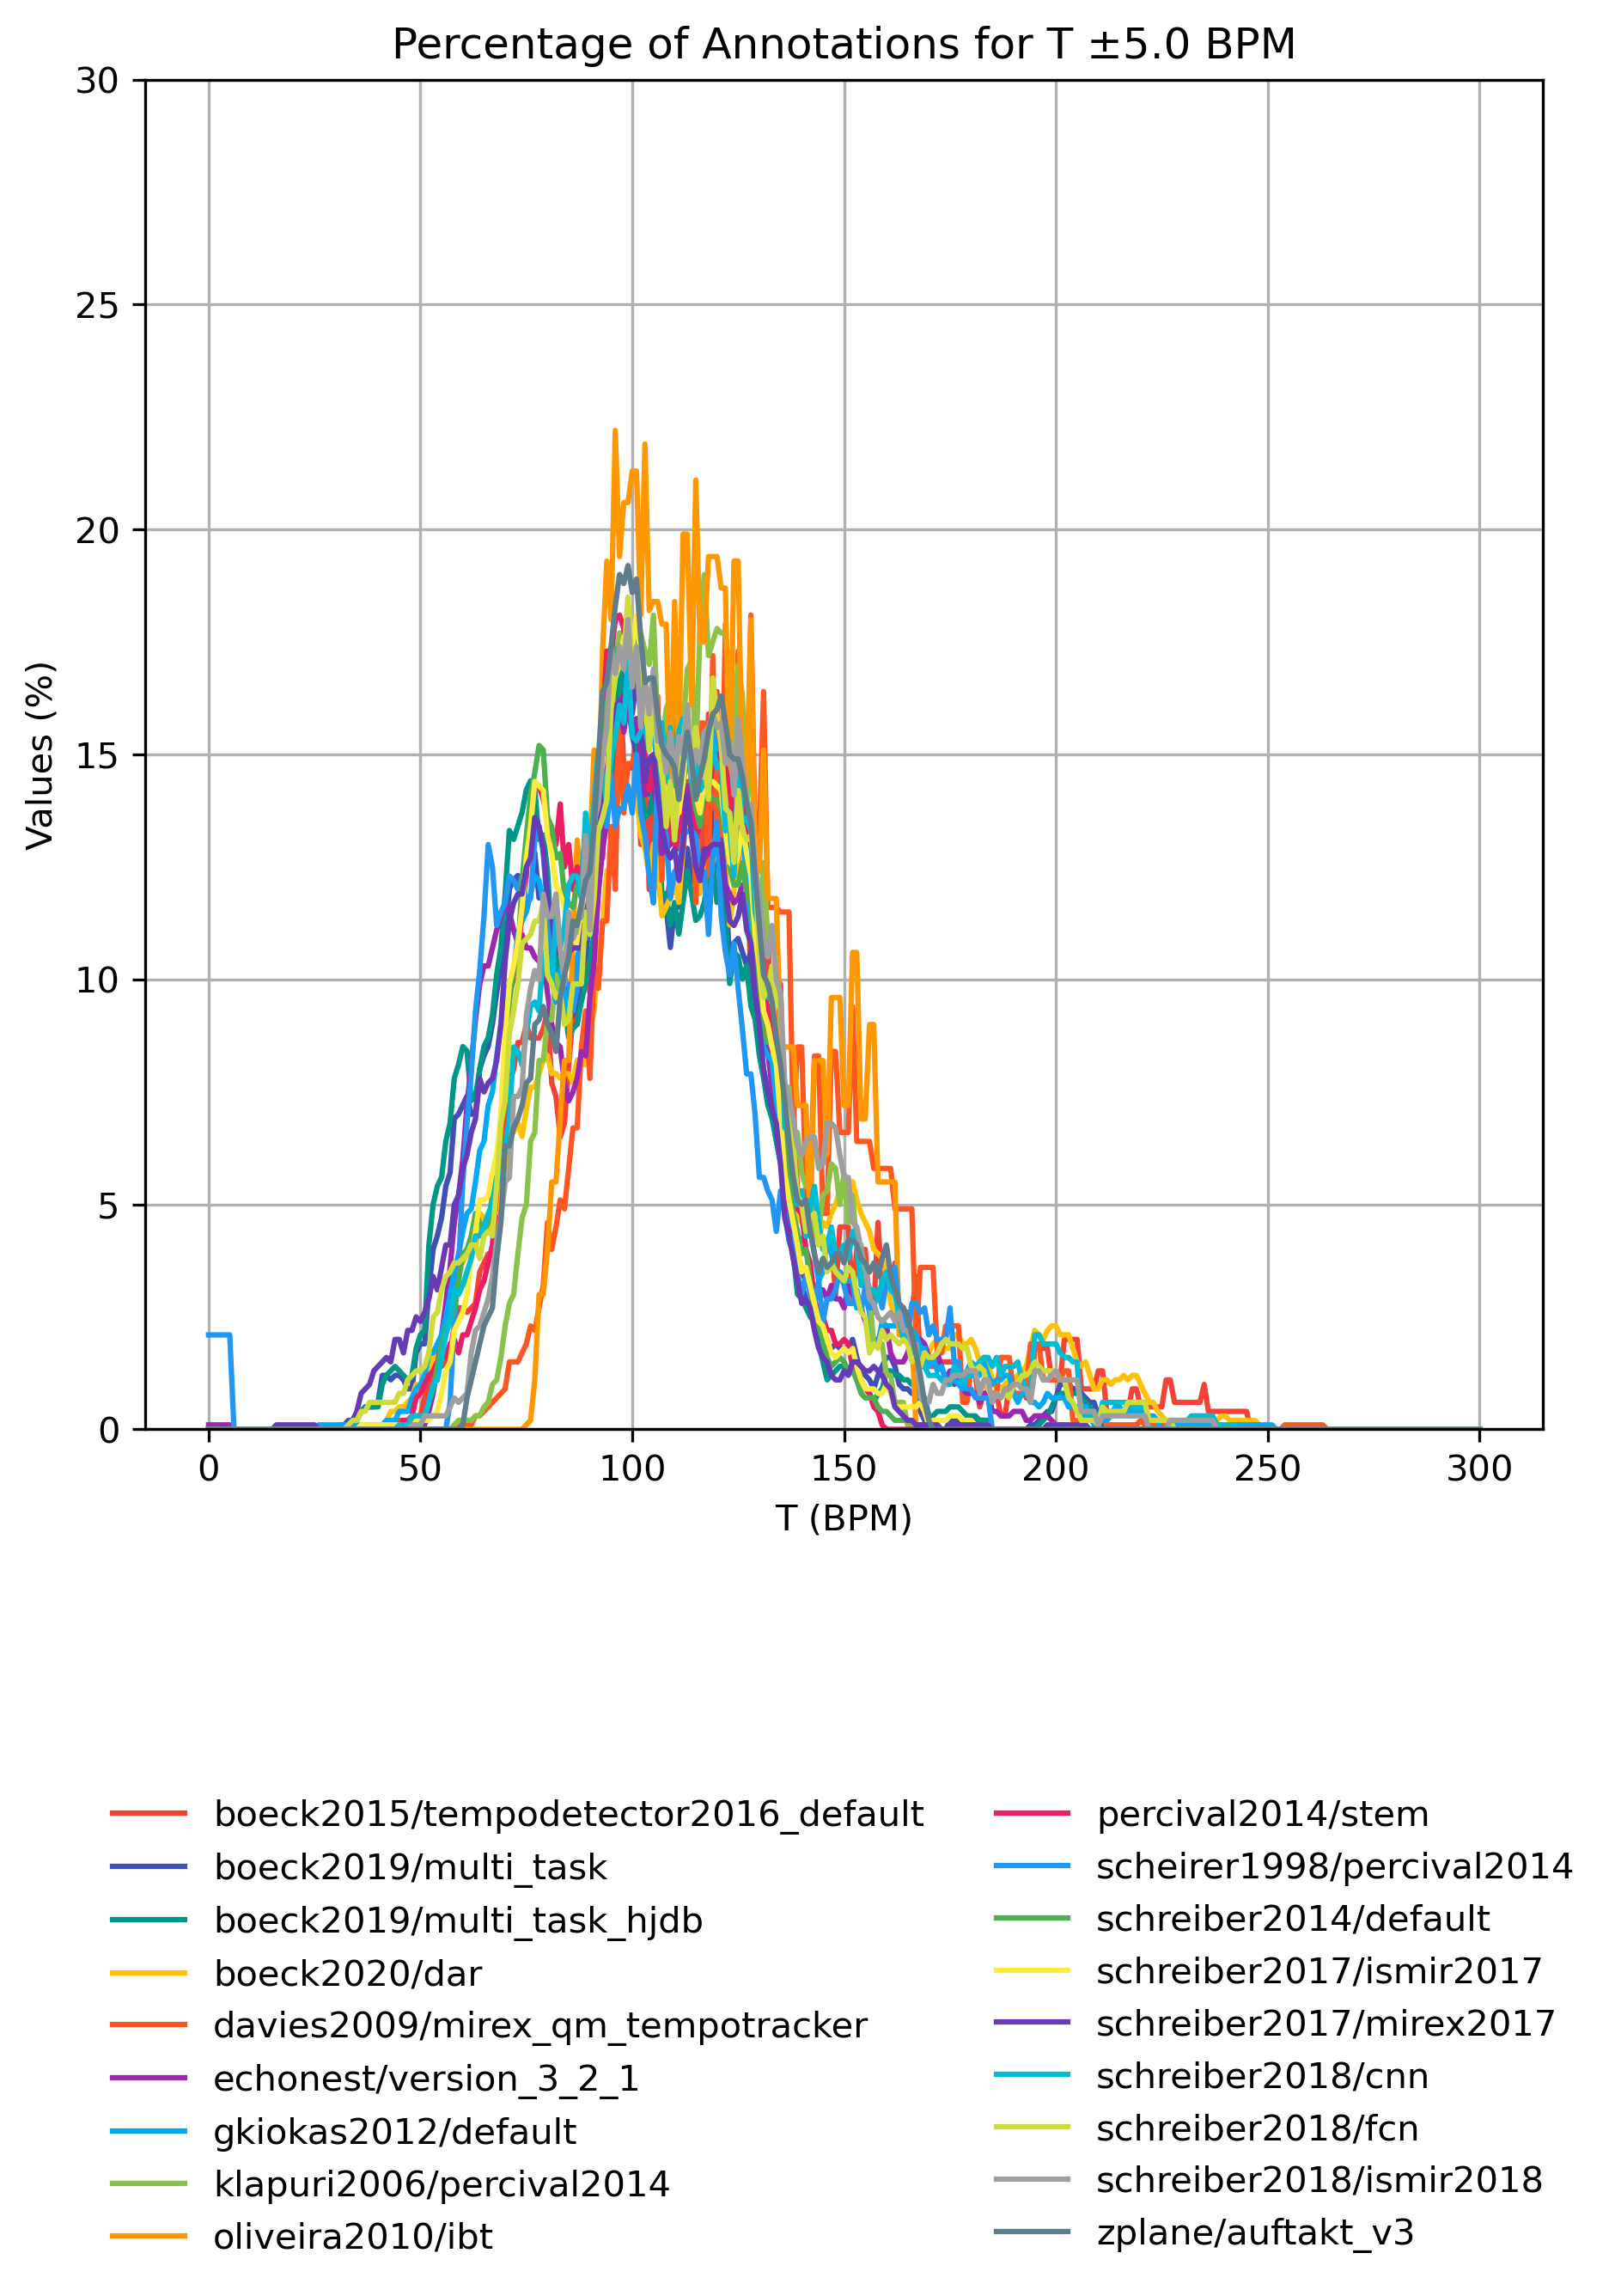 Percentage of Annotations for T ±5.0 BPM
30
25
20
15
10
5
0
Values (%)
0 50 100 150 200 250 300
T (BPM)
boeck2015/tempodetector2016_default
boeck2019/multi_task
boeck2019/multi_task_hjdb
boeck2020/dar
davies2009/mirex_qm_tempotracker
echonest/version_3_2_1
gkiokas2012/default
klapuri2006/percival2014
oliveira2010/ibt
percival2014/stem
scheirer1998/percival2014
schreiber2014/default
schreiber2017/ismir2017
schreiber2017/mirex2017
schreiber2018/cnn
schreiber2018/fcn
schreiber2018/ismir2018
zplane/auftakt_v3